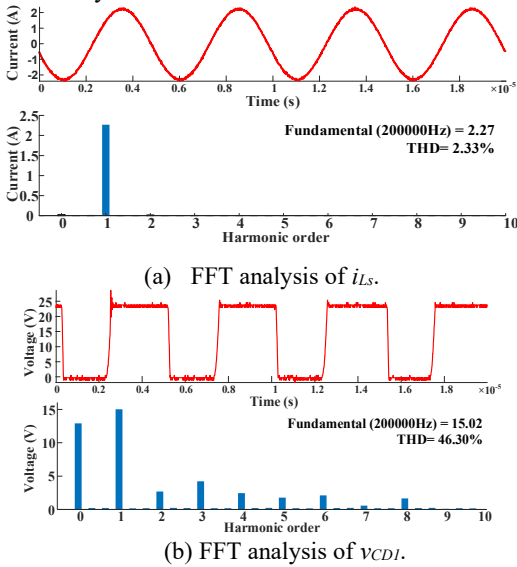 Current (A)
2
1
0
-1
-2
0 0.2 0.4 0.6 0.8 1 1.2 1.4 1.6 1.8
Time (s)
×10⁻⁵
Current (A)
2.5
2
1.5
1
0.5
0
Fundamental (200000Hz) = 2.27
THD= 2.33%
0 1 2 3 4 5 6 7 8 9 10
Harmonic order
(a) FFT analysis of iLs.
Voltage (V)
25
20
15
10
5
0
0 0.2 0.4 0.6 0.8 1 1.2 1.4 1.6 1.8
Time (s)
×10⁻⁵
Voltage (V)
15
10
5
0
Fundamental (200000Hz) = 15.02
THD= 46.30%
0 1 2 3 4 5 6 7 8 9 10
Harmonic order
(b) FFT analysis of vCD1.